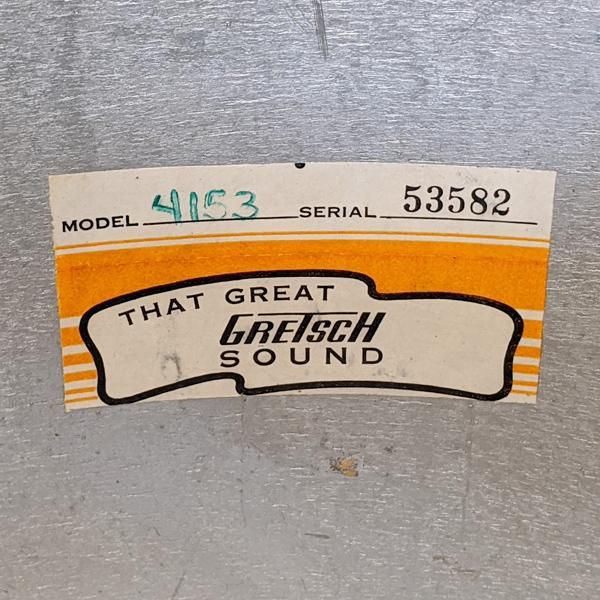 MODEL 4153 SERIAL 53582
THAT GREAT
GRETSCH
SOUND